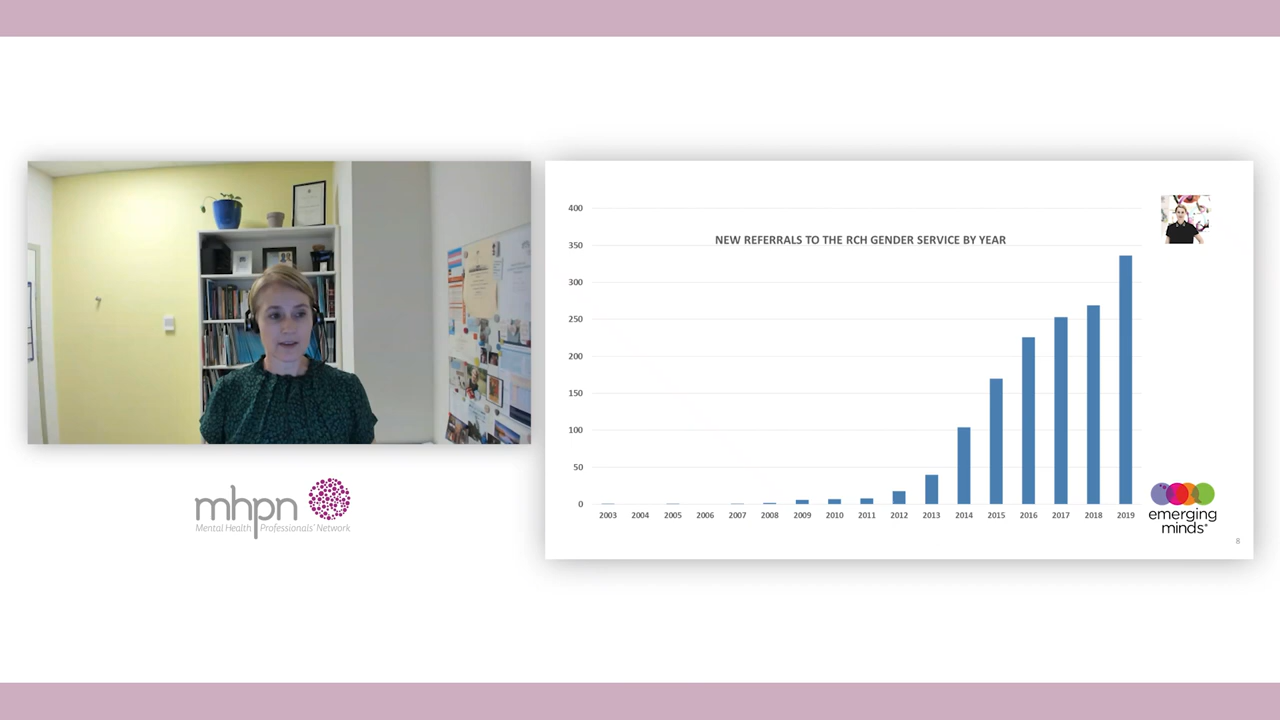 mhpn
Mental Health Professionals' Network
NEW REFERRALS TO THE RCH GENDER SERVICE BY YEAR
400
350
300
250
200
150
100
50
0
2003 2004 2005 2006 2007 2008 2009 2010 2011 2012 2013 2014 2015 2016 2017 2018 2019
emerging
minds
8